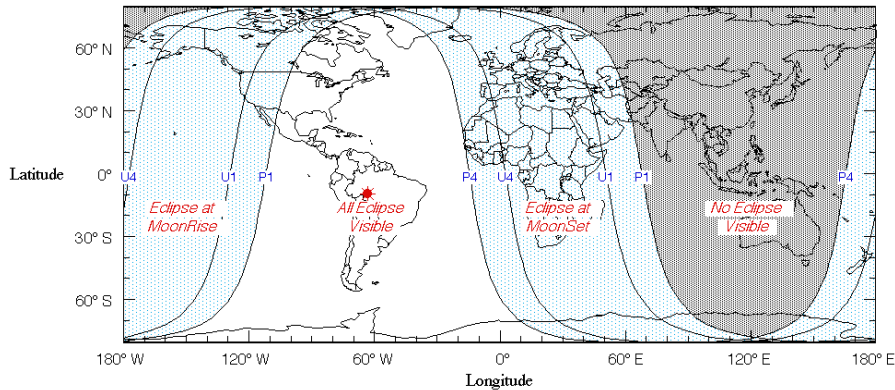 60° N
30° N
Latitude
0°
30° S
60° S
U4
U1
P1
P4
U4
U1
P1
P4
Eclipse at
MoonRise
All Eclipse
Visible
Eclipse at
MoonSet
No Eclipse
Visible
180° W
120° W
60° W
0°
60° E
120° E
180° E
Longitude